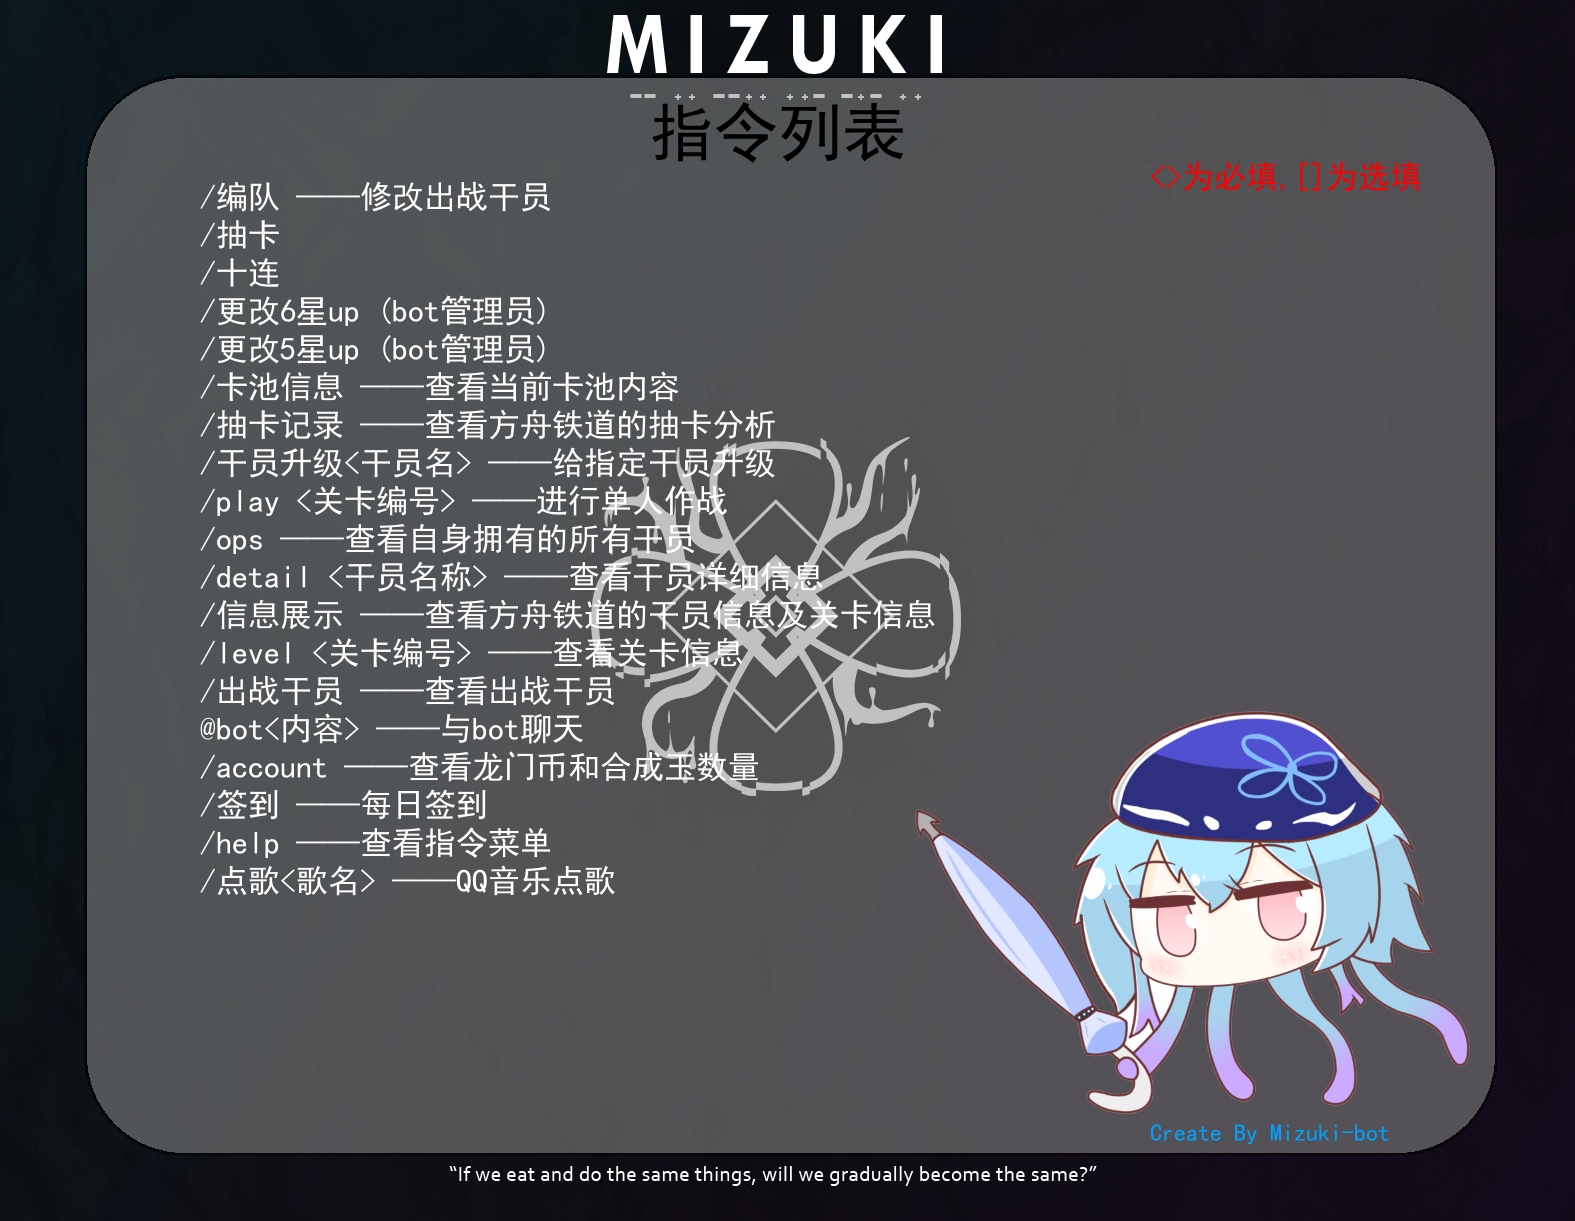 MIZUKI
指令列表
<>为必填,[]为选填
/编队 ——修改出战干员
/抽卡
/十连
/更改6星up (bot管理员)
/更改5星up (bot管理员)
/卡池信息 ——查看当前卡池内容
/抽卡记录 ——查看方舟铁道的抽卡分析
/干员升级<干员名> ——给指定干员升级
/play <关卡编号> ——进行单人作战
/ops ——查看自身拥有的所有干员
/detail <干员名称> ——查看干员详细信息
/信息展示 ——查看方舟铁道的干员信息及关卡信息
/level <关卡编号> ——查看关卡信息
/出战干员 ——查看出战干员
@bot<内容> ——与bot聊天
/account ——查看龙门币和合成玉数量
/签到 ——每日签到
/help ——查看指令菜单
/点歌<歌名> ——QQ音乐点歌
Create By Mizuki-bot
“If we eat and do the same things, will we gradually become the same?”